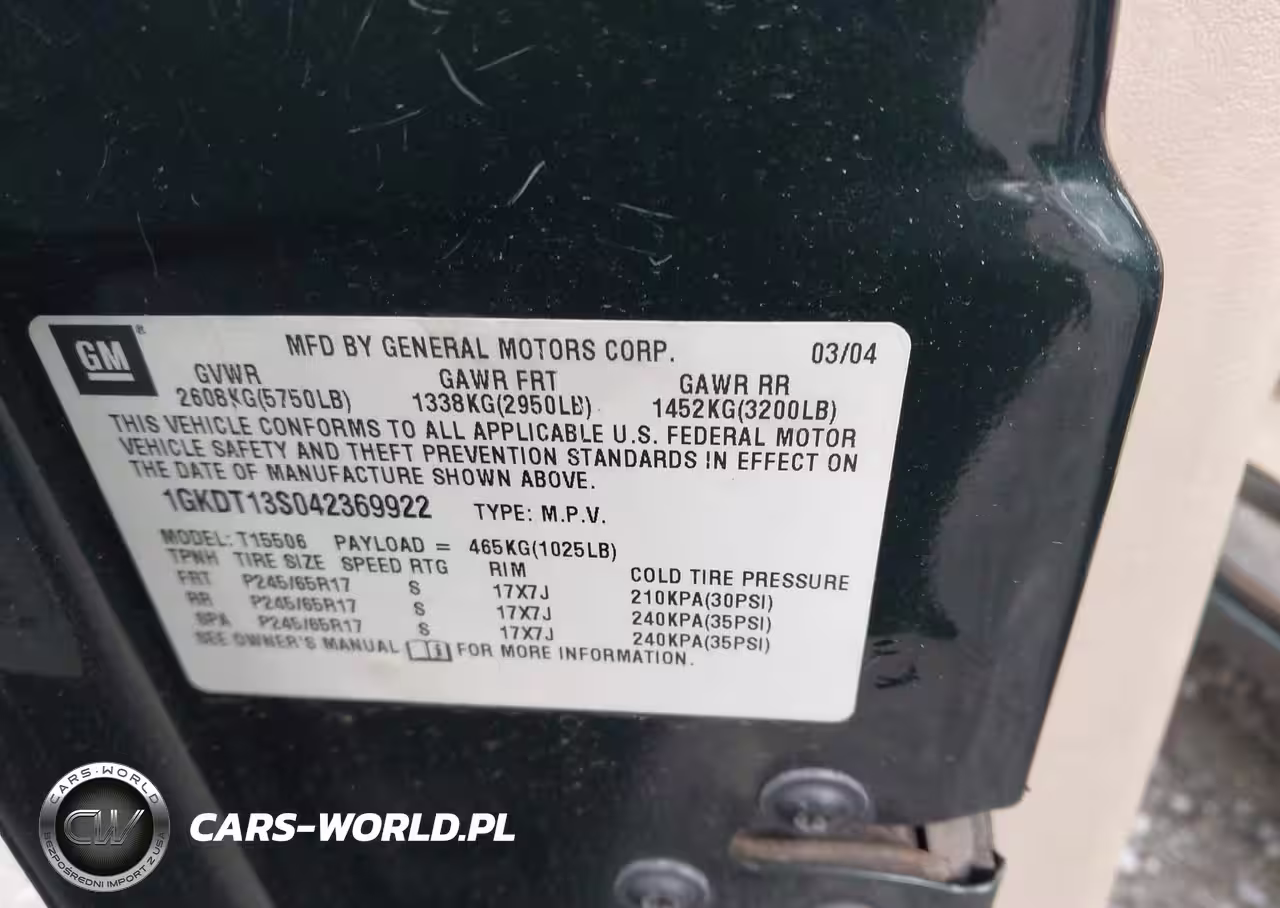 GM
MFD BY GENERAL MOTORS CORP. 03/04
GVWR GAWR FRT GAWR RR
2608KG(5750LB) 1338KG(2950LB) 1452KG(3200LB)
THIS VEHICLE CONFORMS TO ALL APPLICABLE U.S. FEDERAL MOTOR
VEHICLE SAFETY AND THEFT PREVENTION STANDARDS IN EFFECT ON
THE DATE OF MANUFACTURE SHOWN ABOVE.
1GKDT13S042369922 TYPE: M.P.V.
MODEL: T15506 PAYLOAD = 465KG(1025LB)
TPNH TIRE SIZE SPEED RTG RIM COLD TIRE PRESSURE
FRT P245/65R17 S 17X7J 210KPA(30PSI)
RR P245/65R17 S 17X7J 240KPA(35PSI)
SPA P245/65R17 S 17X7J 240KPA(35PSI)
SEE OWNER'S MANUAL FOR MORE INFORMATION.
CARS-WORLD
CW
BEZPOŚREDNI IMPORT Z USA
CARS-WORLD.PL